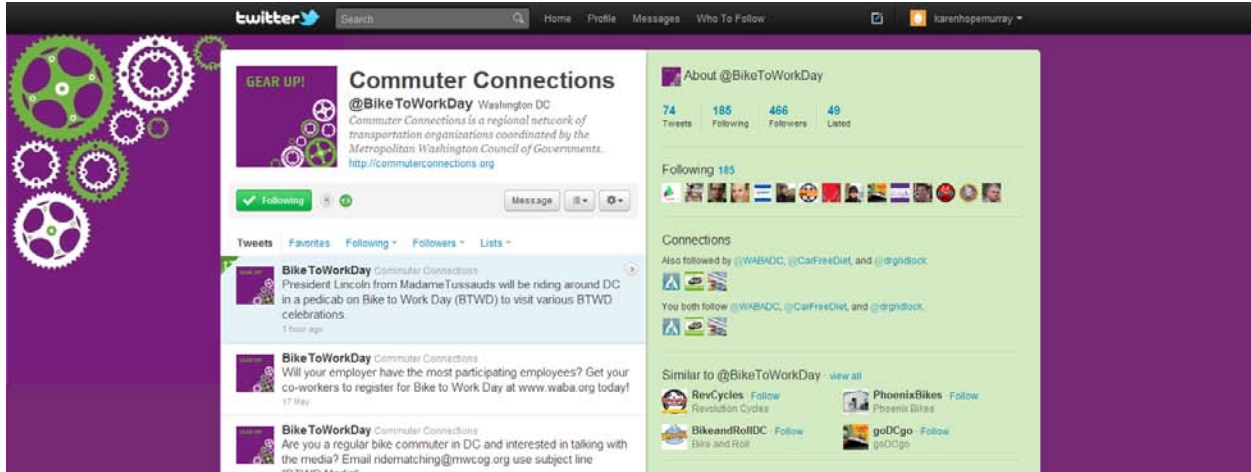 twitter Search Home Profile Messages Who To Follow karenhopemurray
GEAR UP!
Commuter Connections
@BikeToWorkDay Washington DC
Commuter Connections is a regional network of
transportation organizations coordinated by the
Metropolitan Washington Council of Governments.
http://commuterconnections.org
Following
Message
Tweets Favorites Following Followers Lists
BikeToWorkDay Commuter Connections
President Lincoln from MadameTussauds will be riding around DC
in a pedicab on Bike to Work Day (BTWD) to visit various BTWD
celebrations.
1 hour ago
BikeToWorkDay Commuter Connections
Will your employer have the most participating employees? Get your
co-workers to register for Bike to Work Day at www.waba.org today!
17 May
BikeToWorkDay Commuter Connections
Are you a regular bike commuter in DC and interested in talking with
the media? Email ridematching@mwcog.org use subject line
"BTWD Media"
About @BikeToWorkDay
74 185 466 49
Tweets Following Followers Listed
Following 185
Connections
Also followed by @WABADC, @CarFreeDiet, and @drgridlock.
You both follow @WABADC, @CarFreeDiet, and @drgridlock.
Similar to @BikeToWorkDay · view all
RevCycles · Follow
Revolution Cycles
PhoenixBikes · Follow
Phoenix Bikes
BikeandRollDC · Follow
Bike and Roll
goDCgo · Follow
goDCgo